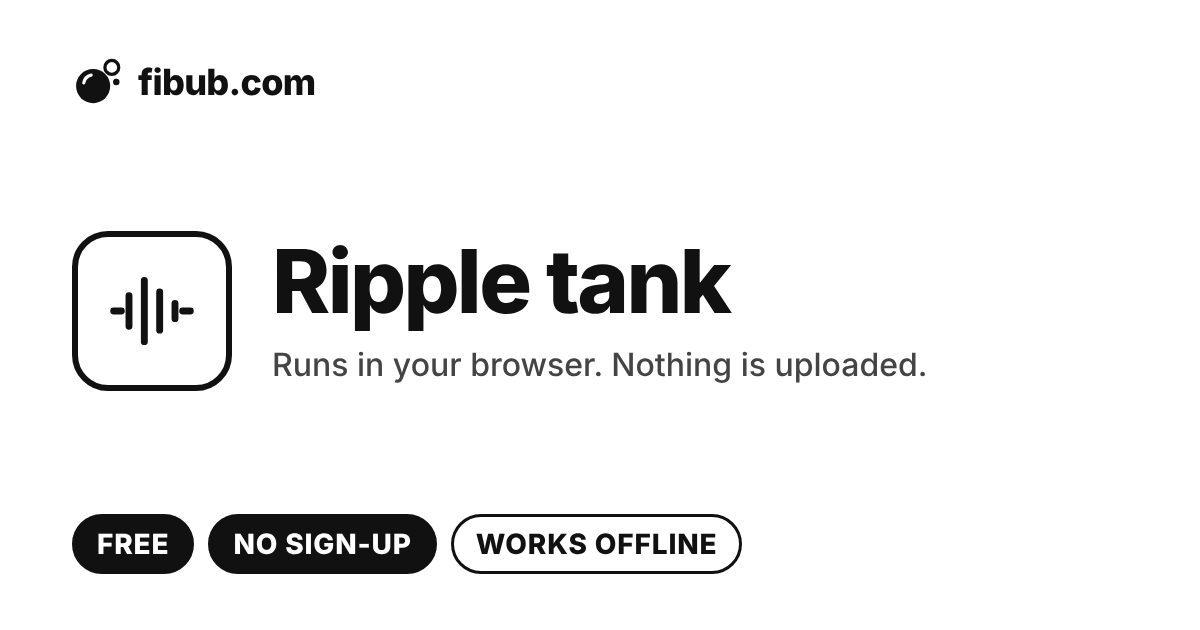 fibub.com
Ripple tank
Runs in your browser. Nothing is uploaded.
FREE
NO SIGN-UP
WORKS OFFLINE